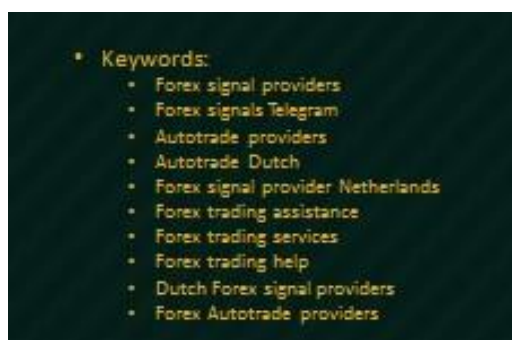 • Keywords:
• Forex signal providers
• Forex signals Telegram
• Autotrade providers
• Autotrade Dutch
• Forex signal provider Netherlands
• Forex trading assistance
• Forex trading services
• Forex trading help
• Dutch Forex signal providers
• Forex Autotrade providers